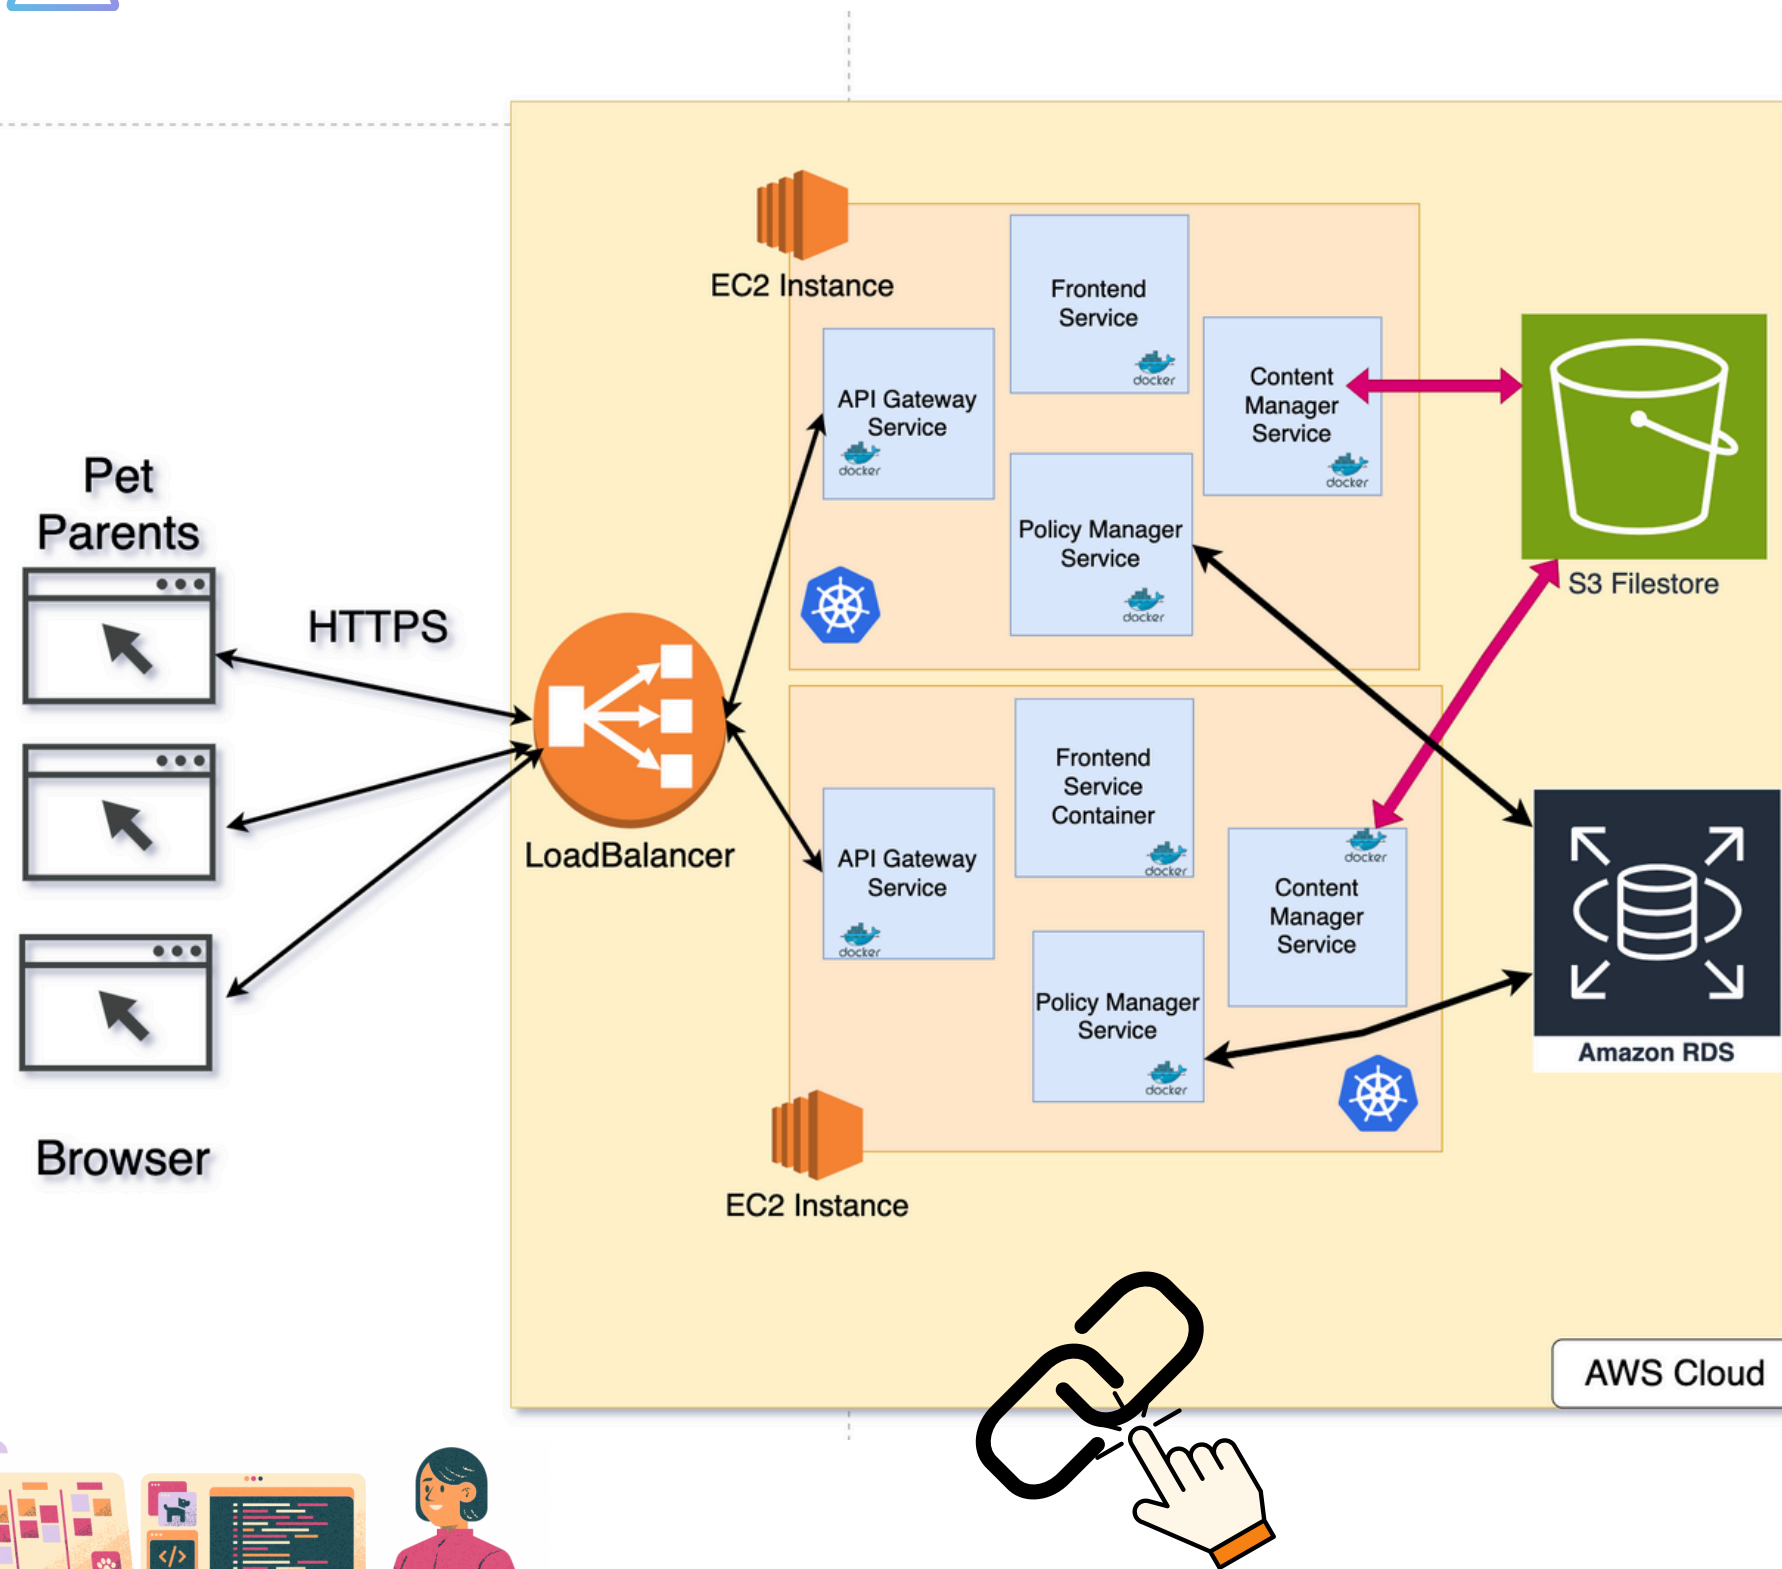 EC2 Instance
Frontend
Service
docker
API Gateway
Service
docker
Content
Manager
Service
docker
Policy Manager
Service
docker
S3 Filestore
Pet
Parents
HTTPS
LoadBalancer
Frontend
Service
Container
docker
API Gateway
Service
docker
docker
Content
Manager
Service
Policy Manager
Service
docker
Amazon RDS
Browser
EC2 Instance
AWS Cloud
</>